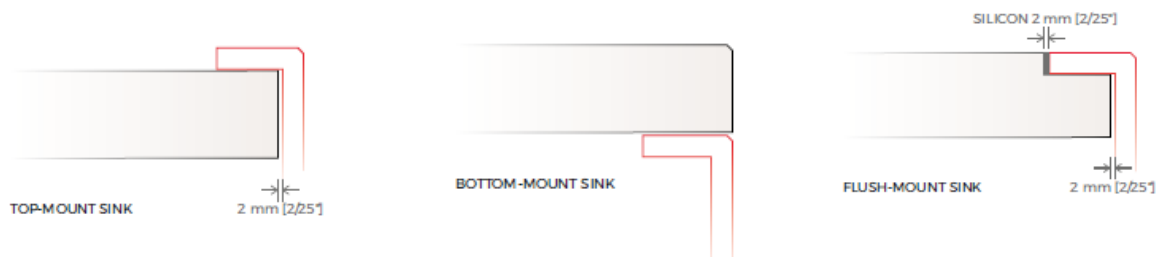 SILICON 2 mm [2/25"]
TOP-MOUNT SINK
2 mm [2/25"]
BOTTOM-MOUNT SINK
FLUSH-MOUNT SINK
2 mm [2/25"]